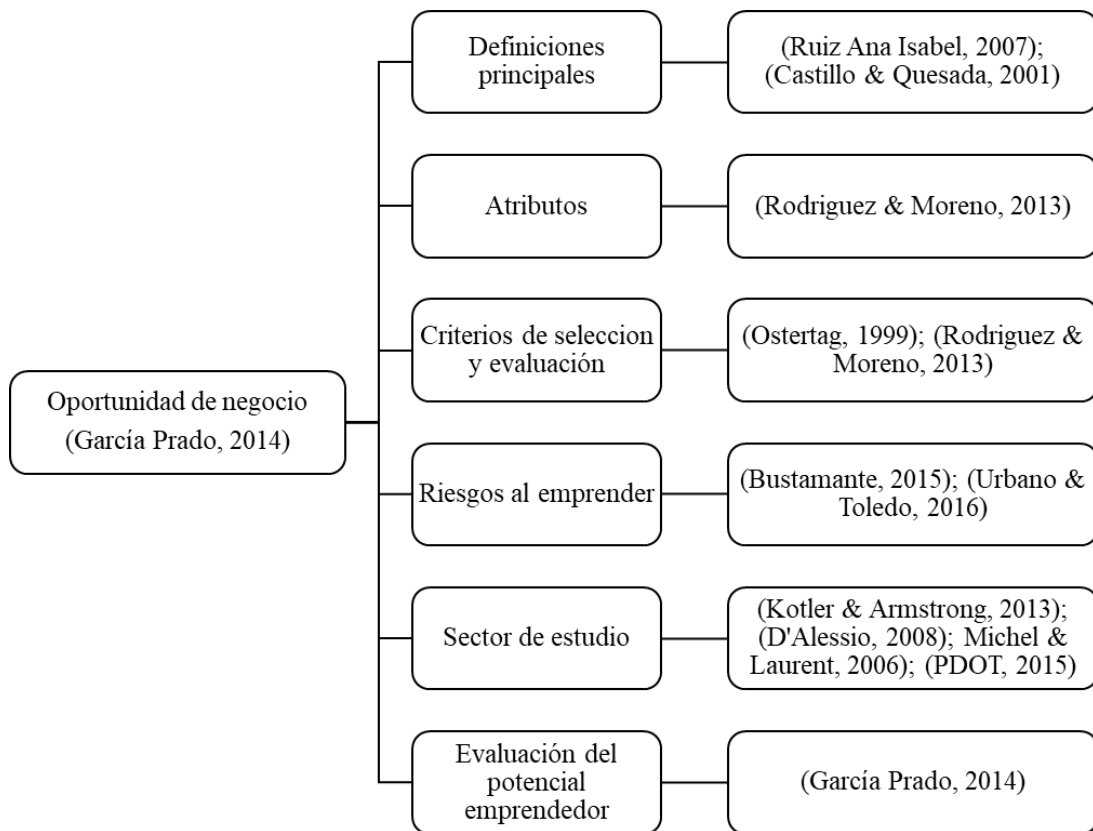 Oportunidad de negocio
(García Prado, 2014)
Definiciones
principales
(Ruiz Ana Isabel, 2007);
(Castillo & Quesada, 2001)
Atributos
(Rodriguez & Moreno, 2013)
Criterios de seleccion
y evaluación
(Ostertag, 1999); (Rodriguez &
Moreno, 2013)
Riesgos al emprender
(Bustamante, 2015); (Urbano &
Toledo, 2016)
Sector de estudio
(Kotler & Armstrong, 2013);
(D'Alessio, 2008); Michel &
Laurent, 2006); (PDOT, 2015)
Evaluación del
potencial
emprendedor
(García Prado, 2014)